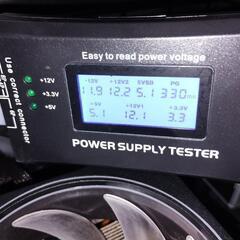 Easy to read power voltage
-12V +12V2 5VSB PG
11.9 12.2 5.1 330ms
+5V +12V1 +3.3V
5.1 12.1 3.3
POWER SUPPLY TESTER
+12V
+3.3V
+5V
Use correct connector